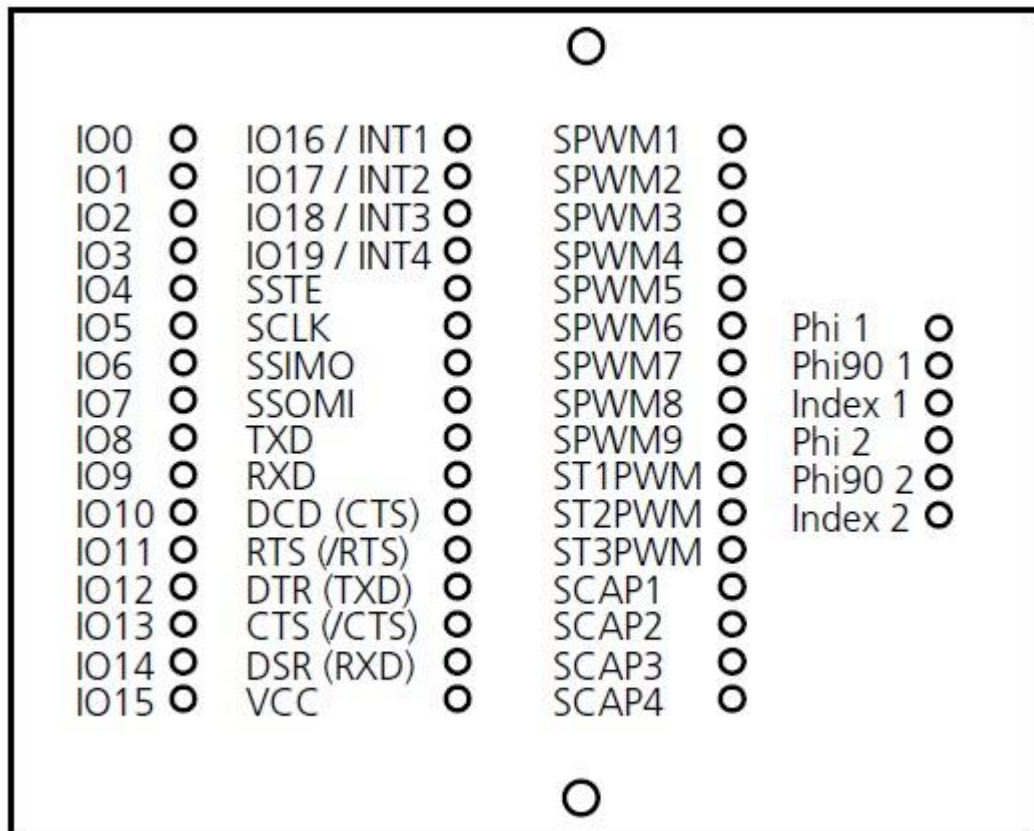 IO0 IO16 / INT1 SPWM1
IO1 IO17 / INT2 SPWM2
IO2 IO18 / INT3 SPWM3
IO3 IO19 / INT4 SPWM4
IO4 SSTE SPWM5
IO5 SCLK SPWM6 Phi 1
IO6 SSIMO SPWM7 Phi90 1
IO7 SSOMI SPWM8 Index 1
IO8 TXD SPWM9 Phi 2
IO9 RXD ST1PWM Phi90 2
IO10 DCD (CTS) ST2PWM Index 2
IO11 RTS (/RTS) ST3PWM
IO12 DTR (TXD) SCAP1
IO13 CTS (/CTS) SCAP2
IO14 DSR (RXD) SCAP3
IO15 VCC SCAP4